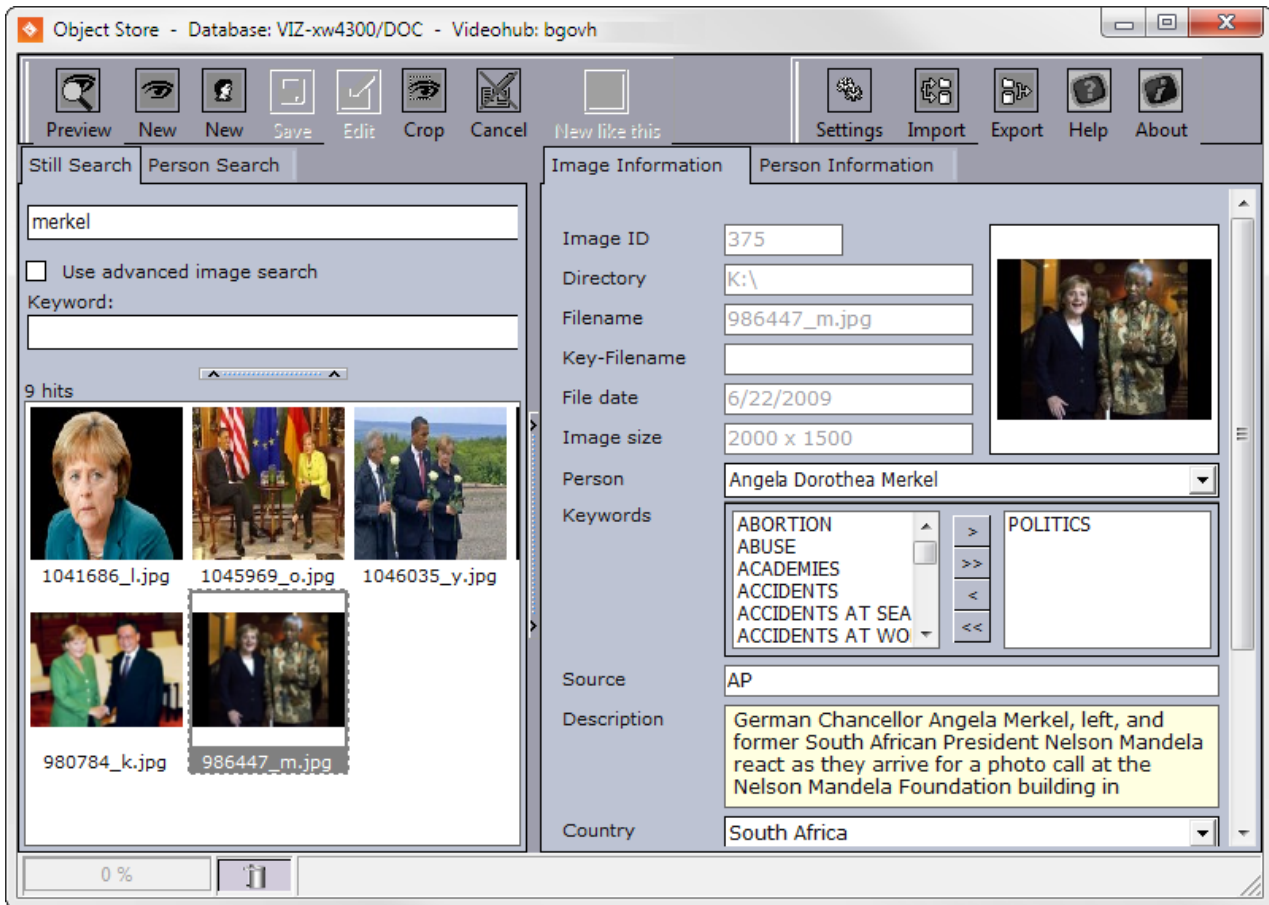 Object Store - Database: VIZ-xw4300/DOC - Videohub: bgovh
Preview New New Save Edit Crop Cancel New like this Settings Import Export Help About
Still Search Person Search
merkel
Use advanced image search
Keyword:
9 hits
1041686_l.jpg 1045969_o.jpg 1046035_y.jpg
980784_k.jpg 986447_m.jpg
Image Information Person Information
Image ID 375
Directory K:\
Filename 986447_m.jpg
Key-Filename
File date 6/22/2009
Image size 2000 x 1500
Person Angela Dorothea Merkel
Keywords
ABORTION
ABUSE
ACADEMIES
ACCIDENTS
ACCIDENTS AT SEA
ACCIDENTS AT WO
>
>>
<
<<
POLITICS
Source AP
Description German Chancellor Angela Merkel, left, and
former South African President Nelson Mandela
react as they arrive for a photo call at the
Nelson Mandela Foundation building in
Country South Africa
0 %